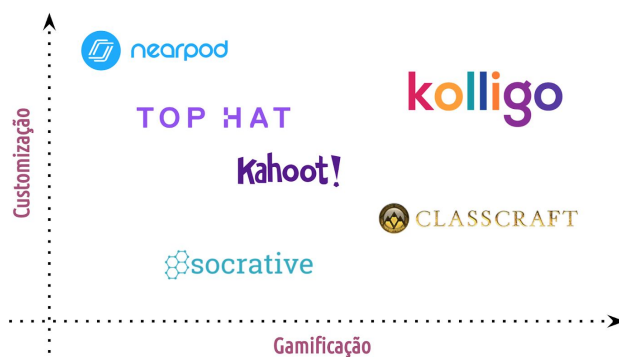 nearpod
kolligo
TOP HAT
Kahoot!
CLASSCRAFT
socrative
Customização
Gamificação